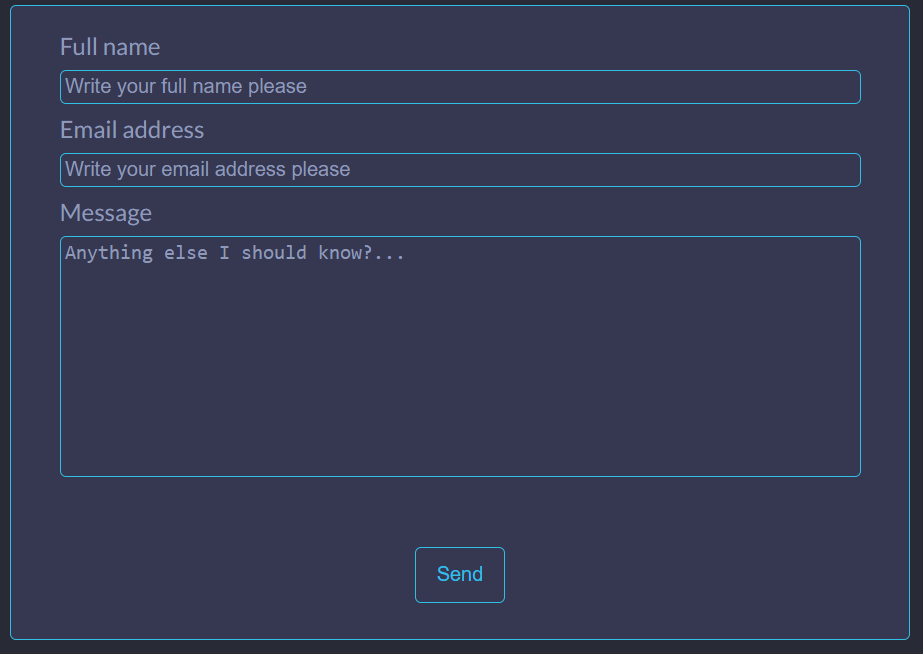 Full name
Write your full name please
Email address
Write your email address please
Message
Anything else I should know?...
Send